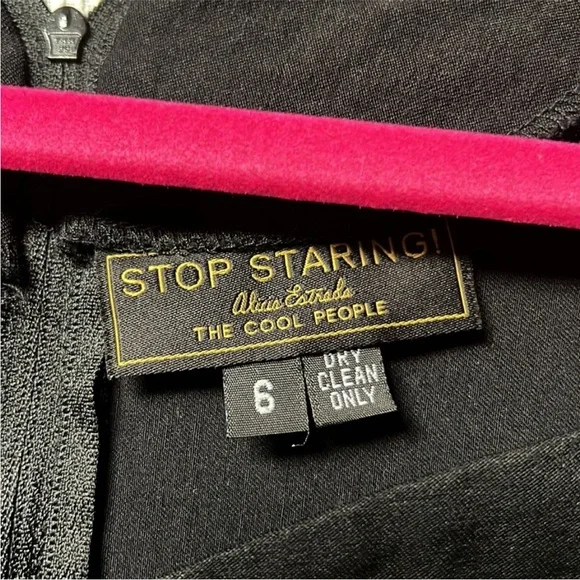 STOP STARING!
Alicia Estrada
THE COOL PEOPLE
6
DRY
CLEAN
ONLY